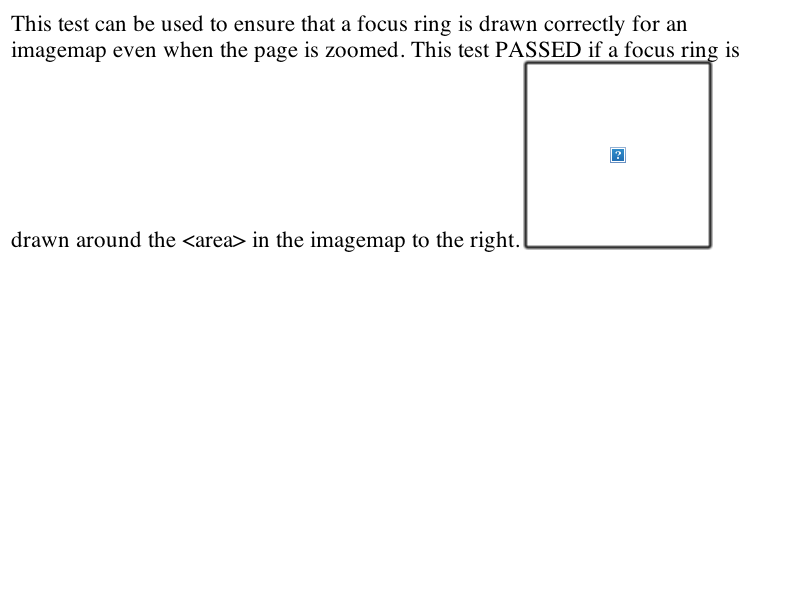 This test can be used to ensure that a focus ring is drawn correctly for an
imagemap even when the page is zoomed. This test PASSED if a focus ring is
drawn around the <area> in the imagemap to the right.
?